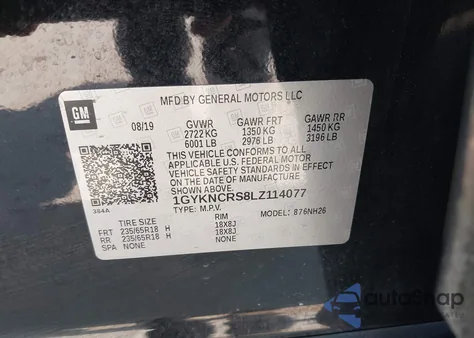 GM
MFD BY GENERAL MOTORS LLC
08/19 GVWR GAWR FRT GAWR RR
2722 KG 1350 KG 1450 KG
6001 LB 2976 LB 3196 LB
THIS VEHICLE CONFORMS TO ALL
APPLICABLE U.S. FEDERAL MOTOR
VEHICLE SAFETY STANDARDS IN EFFECT
ON THE DATE OF MANUFACTURE
SHOWN ABOVE.
1GYKNCRS8LZ114077
TYPE: M.P.V. MODEL: 876NH26
384A
TIRE SIZE RIM
FRT 235/65R18 H 18X8J
RR 235/65R18 H 18X8J
SPA NONE NONE